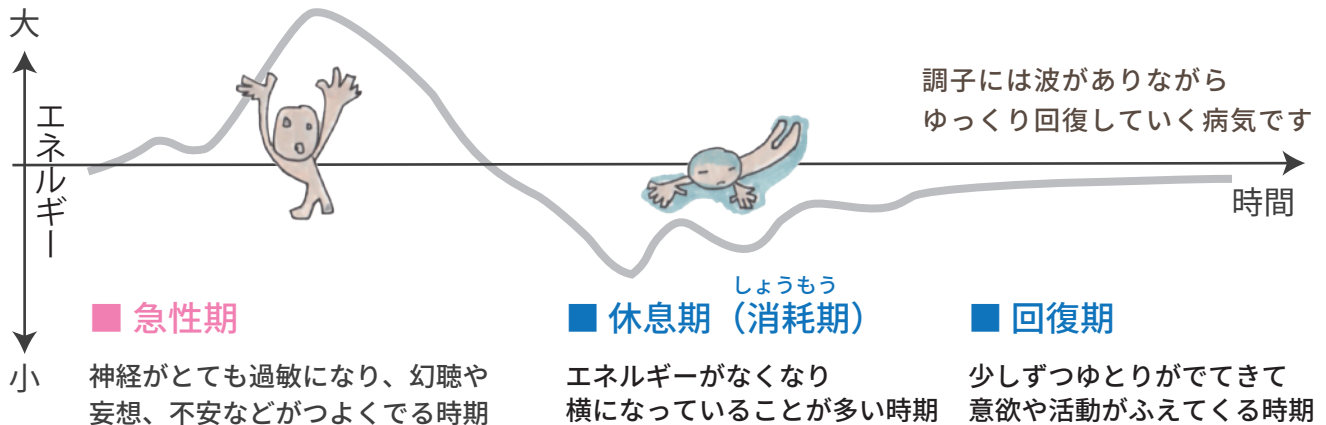 大
エネルギー
小
調子には波がありながら
ゆっくり回復していく病気です
時間
■ 急性期
神経がとても過敏になり、幻聴や
妄想、不安などがつよくでる時期
しょうもう
■ 休息期（消耗期）
エネルギーがなくなり
横になっていることが多い時期
■ 回復期
少しずつゆとりがでてきて
意欲や活動がふえてくる時期